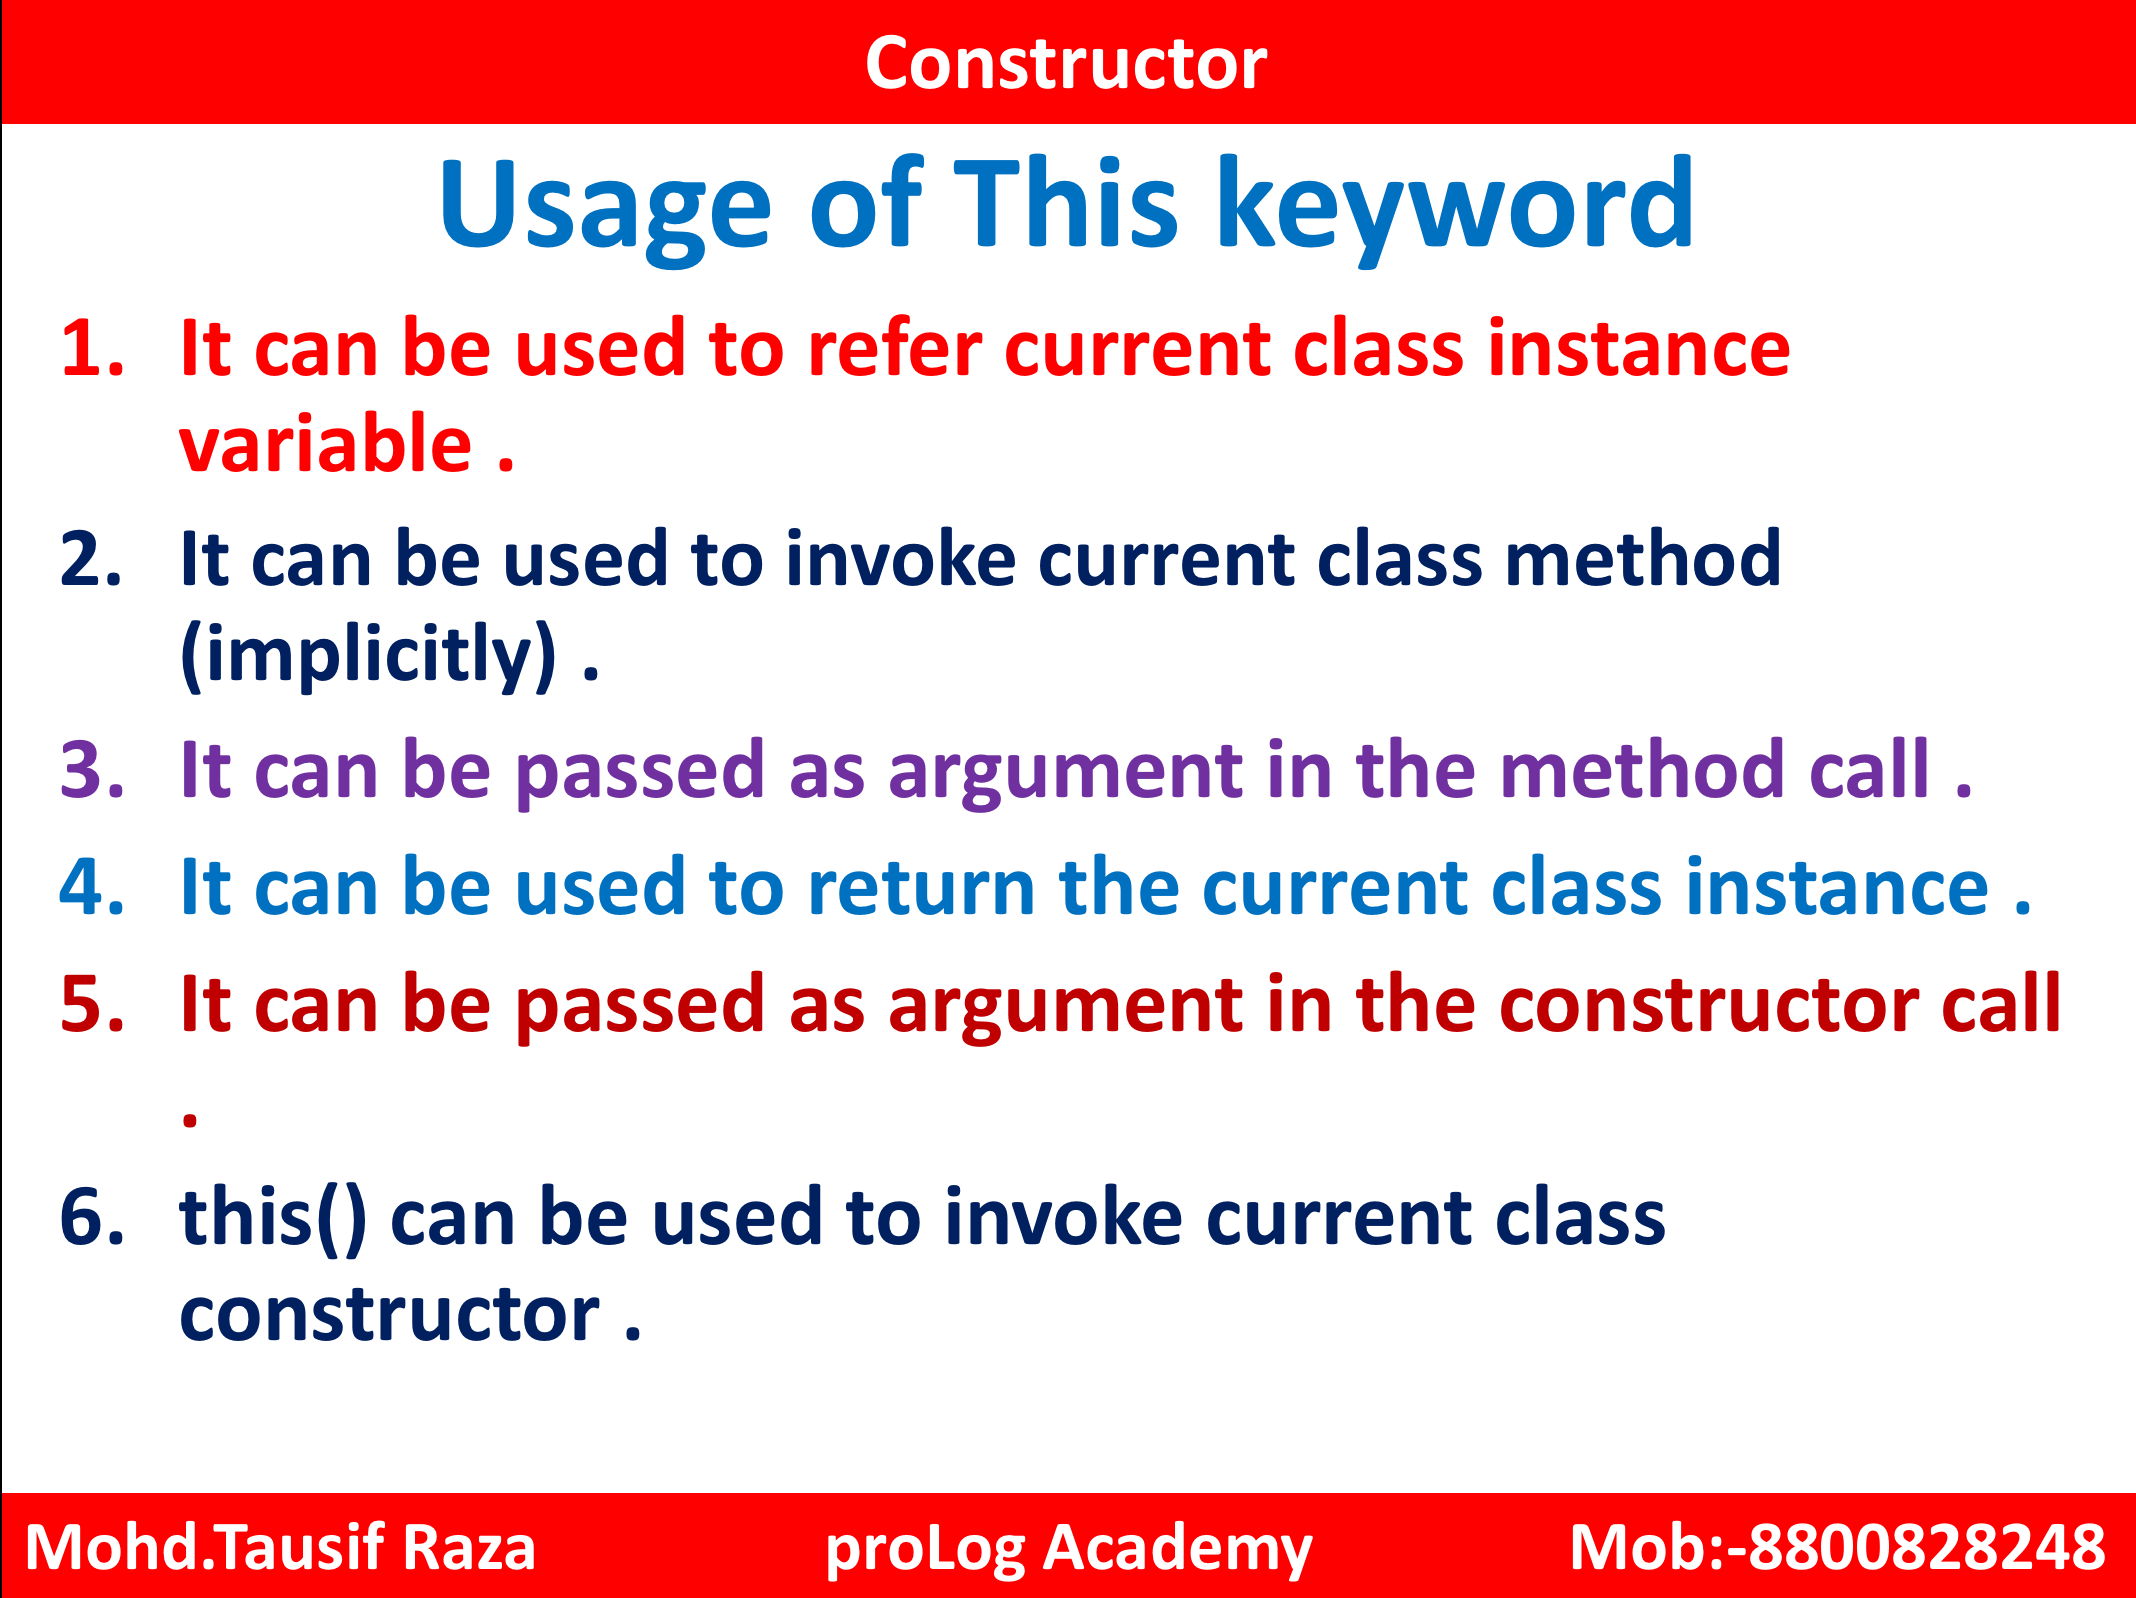 Constructor
Usage of This keyword
1. It can be used to refer current class instance
variable .
2. It can be used to invoke current class method
(implicitly) .
3. It can be passed as argument in the method call .
4. It can be used to return the current class instance .
5. It can be passed as argument in the constructor call
.
6. this() can be used to invoke current class
constructor .
Mohd.Tausif Raza proLog Academy Mob:-8800828248